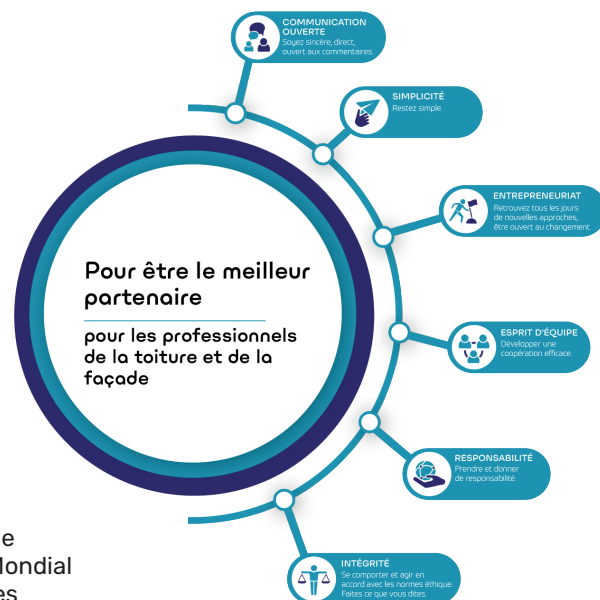 COMMUNICATION
OUVERTE
Soyez sincère, direct,
ouvert aux commentaires.
SIMPLICITÉ
Restez simple.
ENTREPRENEURIAT
Retrouvez tous les jours
de nouvelles approches,
être ouvert au changement.
Pour être le meilleur
partenaire
pour les professionnels
de la toiture et de la
façade
ESPRIT D'ÉQUIPE
Développer une
coopération efficace.
RESPONSABILITÉ
Prendre et donner
de responsabilité.
INTÉGRITÉ
Se comporter et agir en
accord avec les normes éthique.
Faites ce que vous dites.